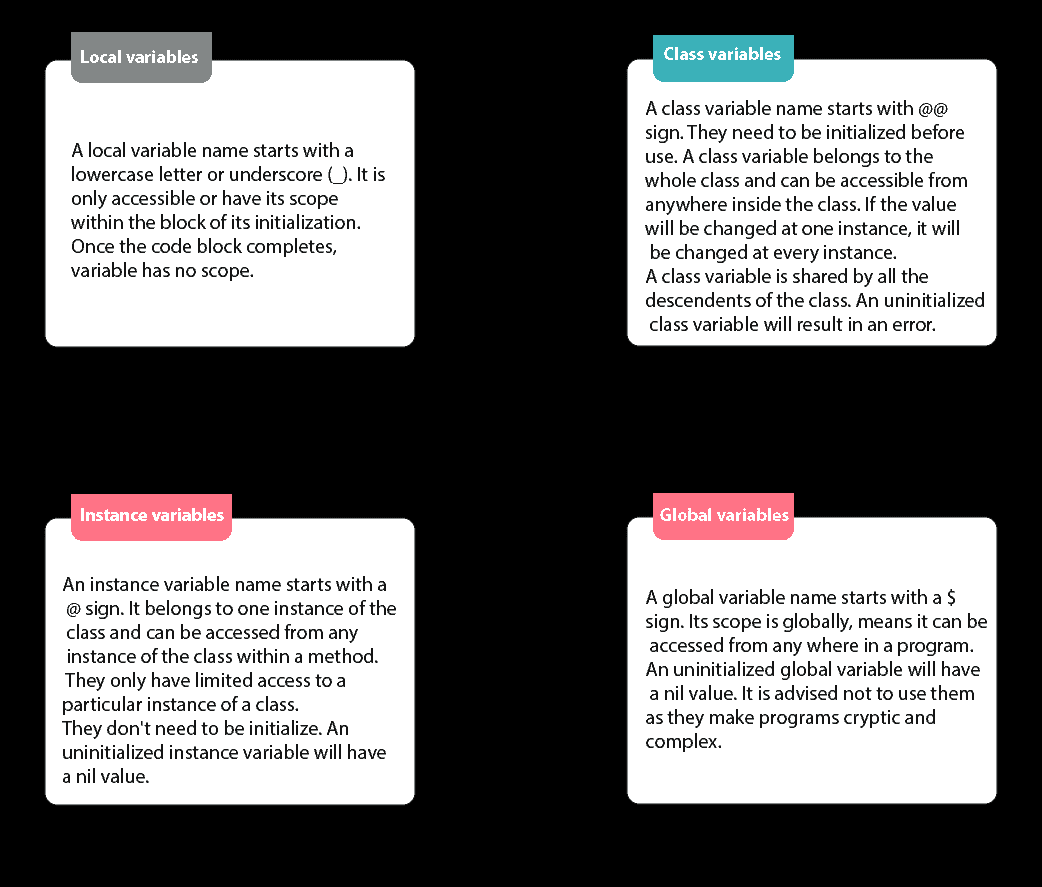 Local variables
A local variable name starts with a
lowercase letter or underscore (_). It is
only accessible or have its scope
within the block of its initialization.
Once the code block completes,
variable has no scope.
Class variables
A class variable name starts with @@
sign. They need to be initialized before
use. A class variable belongs to the
whole class and can be accessible from
anywhere inside the class. If the value
will be changed at one instance, it will
be changed at every instance.
A class variable is shared by all the
descendents of the class. An uninitialized
class variable will result in an error.
Instance variables
An instance variable name starts with a
@ sign. It belongs to one instance of the
class and can be accessed from any
instance of the class within a method.
They only have limited access to a
particular instance of a class.
They don't need to be initialize. An
uninitialized instance variable will have
a nil value.
Global variables
A global variable name starts with a $
sign. Its scope is globally, means it can be
accessed from any where in a program.
An uninitialized global variable will have
a nil value. It is advised not to use them
as they make programs cryptic and
complex.